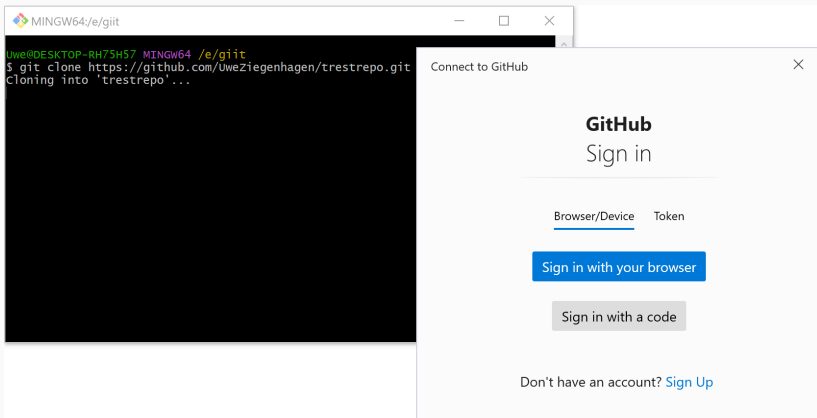 MINGW64:/e/giit
Uwe@DESKTOP-RH75H57 MINGW64 /e/giit
$ git clone https://github.com/UweZiegenhagen/trestrepo.git
Cloning into 'trestrepo'...
Connect to GitHub
GitHub
Sign in
Browser/Device Token
Sign in with your browser
Sign in with a code
Don't have an account? Sign Up